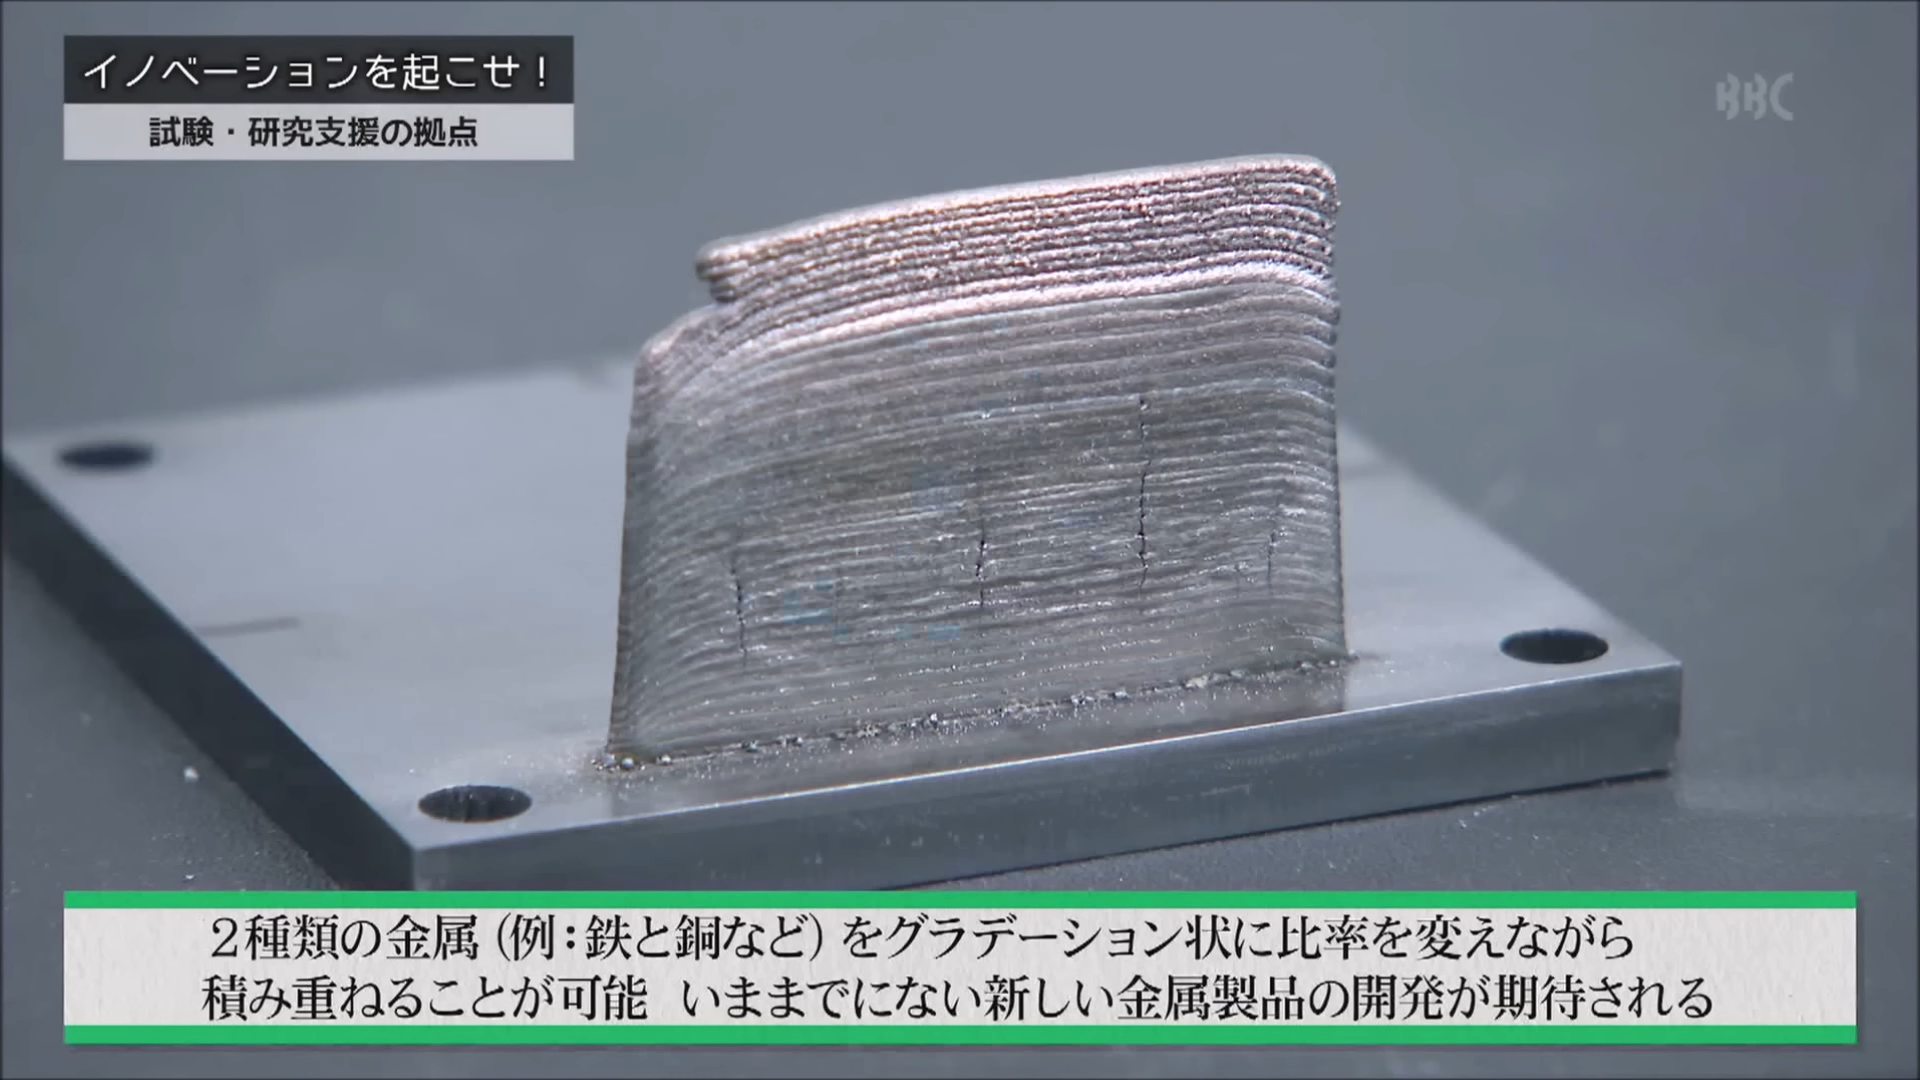 イノベーションを起こせ！
試験・研究支援の拠点
BBC
2種類の金属（例：鉄と銅など）をグラデーション状に比率を変えながら
積み重ねることが可能　いままでにない新しい金属製品の開発が期待される